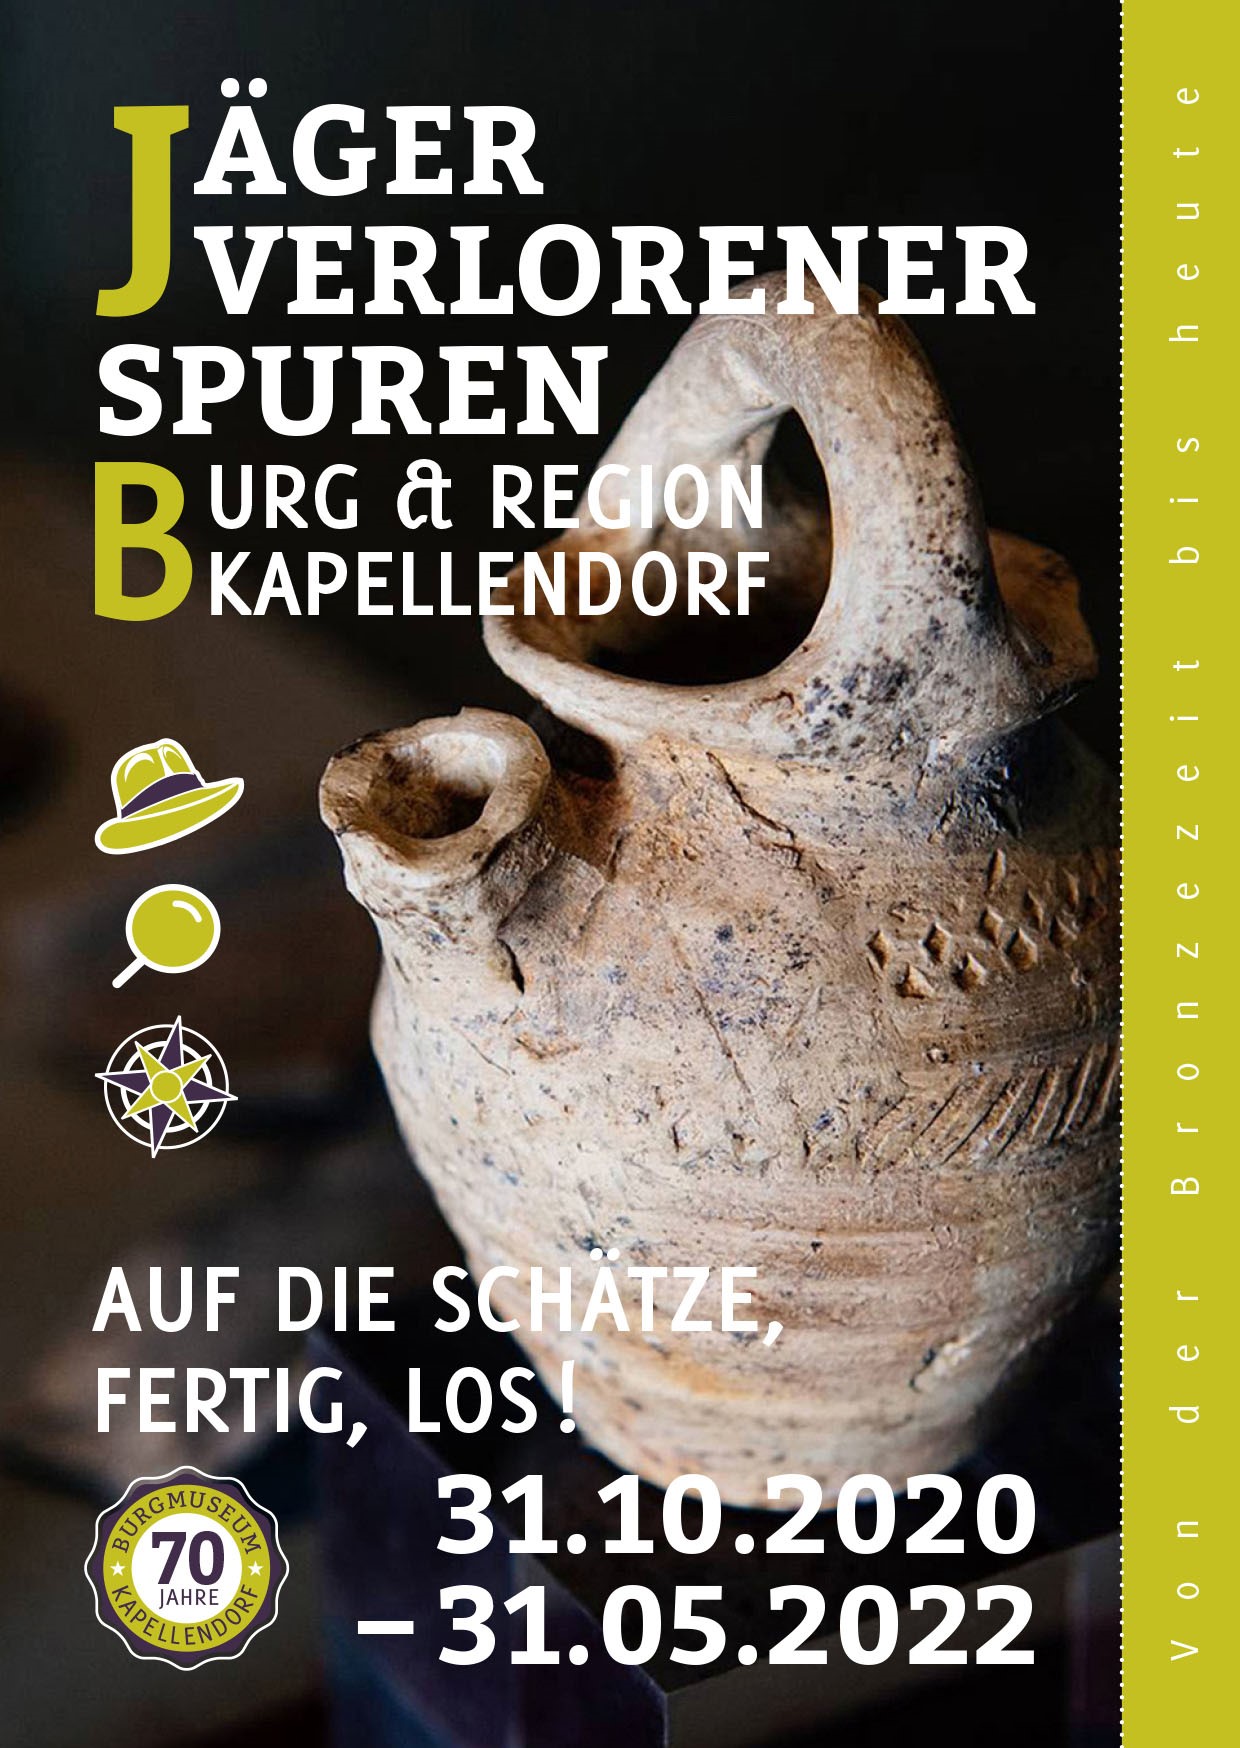 JÄGER
VERLORENER
SPUREN
BURG & REGION
KAPELLENDORF
AUF DIE SCHÄTZE,
FERTIG, LOS!
BURGMUSEUM
70
JAHRE
KAPELLENDORF
31.10.2020
– 31.05.2022
Von der Bronzezeit bis heute